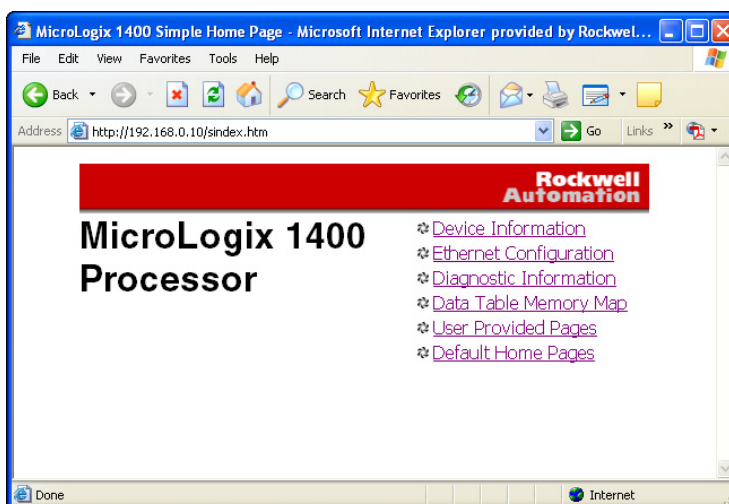 MicroLogix 1400 Simple Home Page - Microsoft Internet Explorer provided by Rockwel...
File Edit View Favorites Tools Help
Back Search Favorites
Address http://192.168.0.10/sindex.htm Go Links »
Rockwell
Automation
MicroLogix 1400
Processor
Device Information
Ethernet Configuration
Diagnostic Information
Data Table Memory Map
User Provided Pages
Default Home Pages
Done Internet